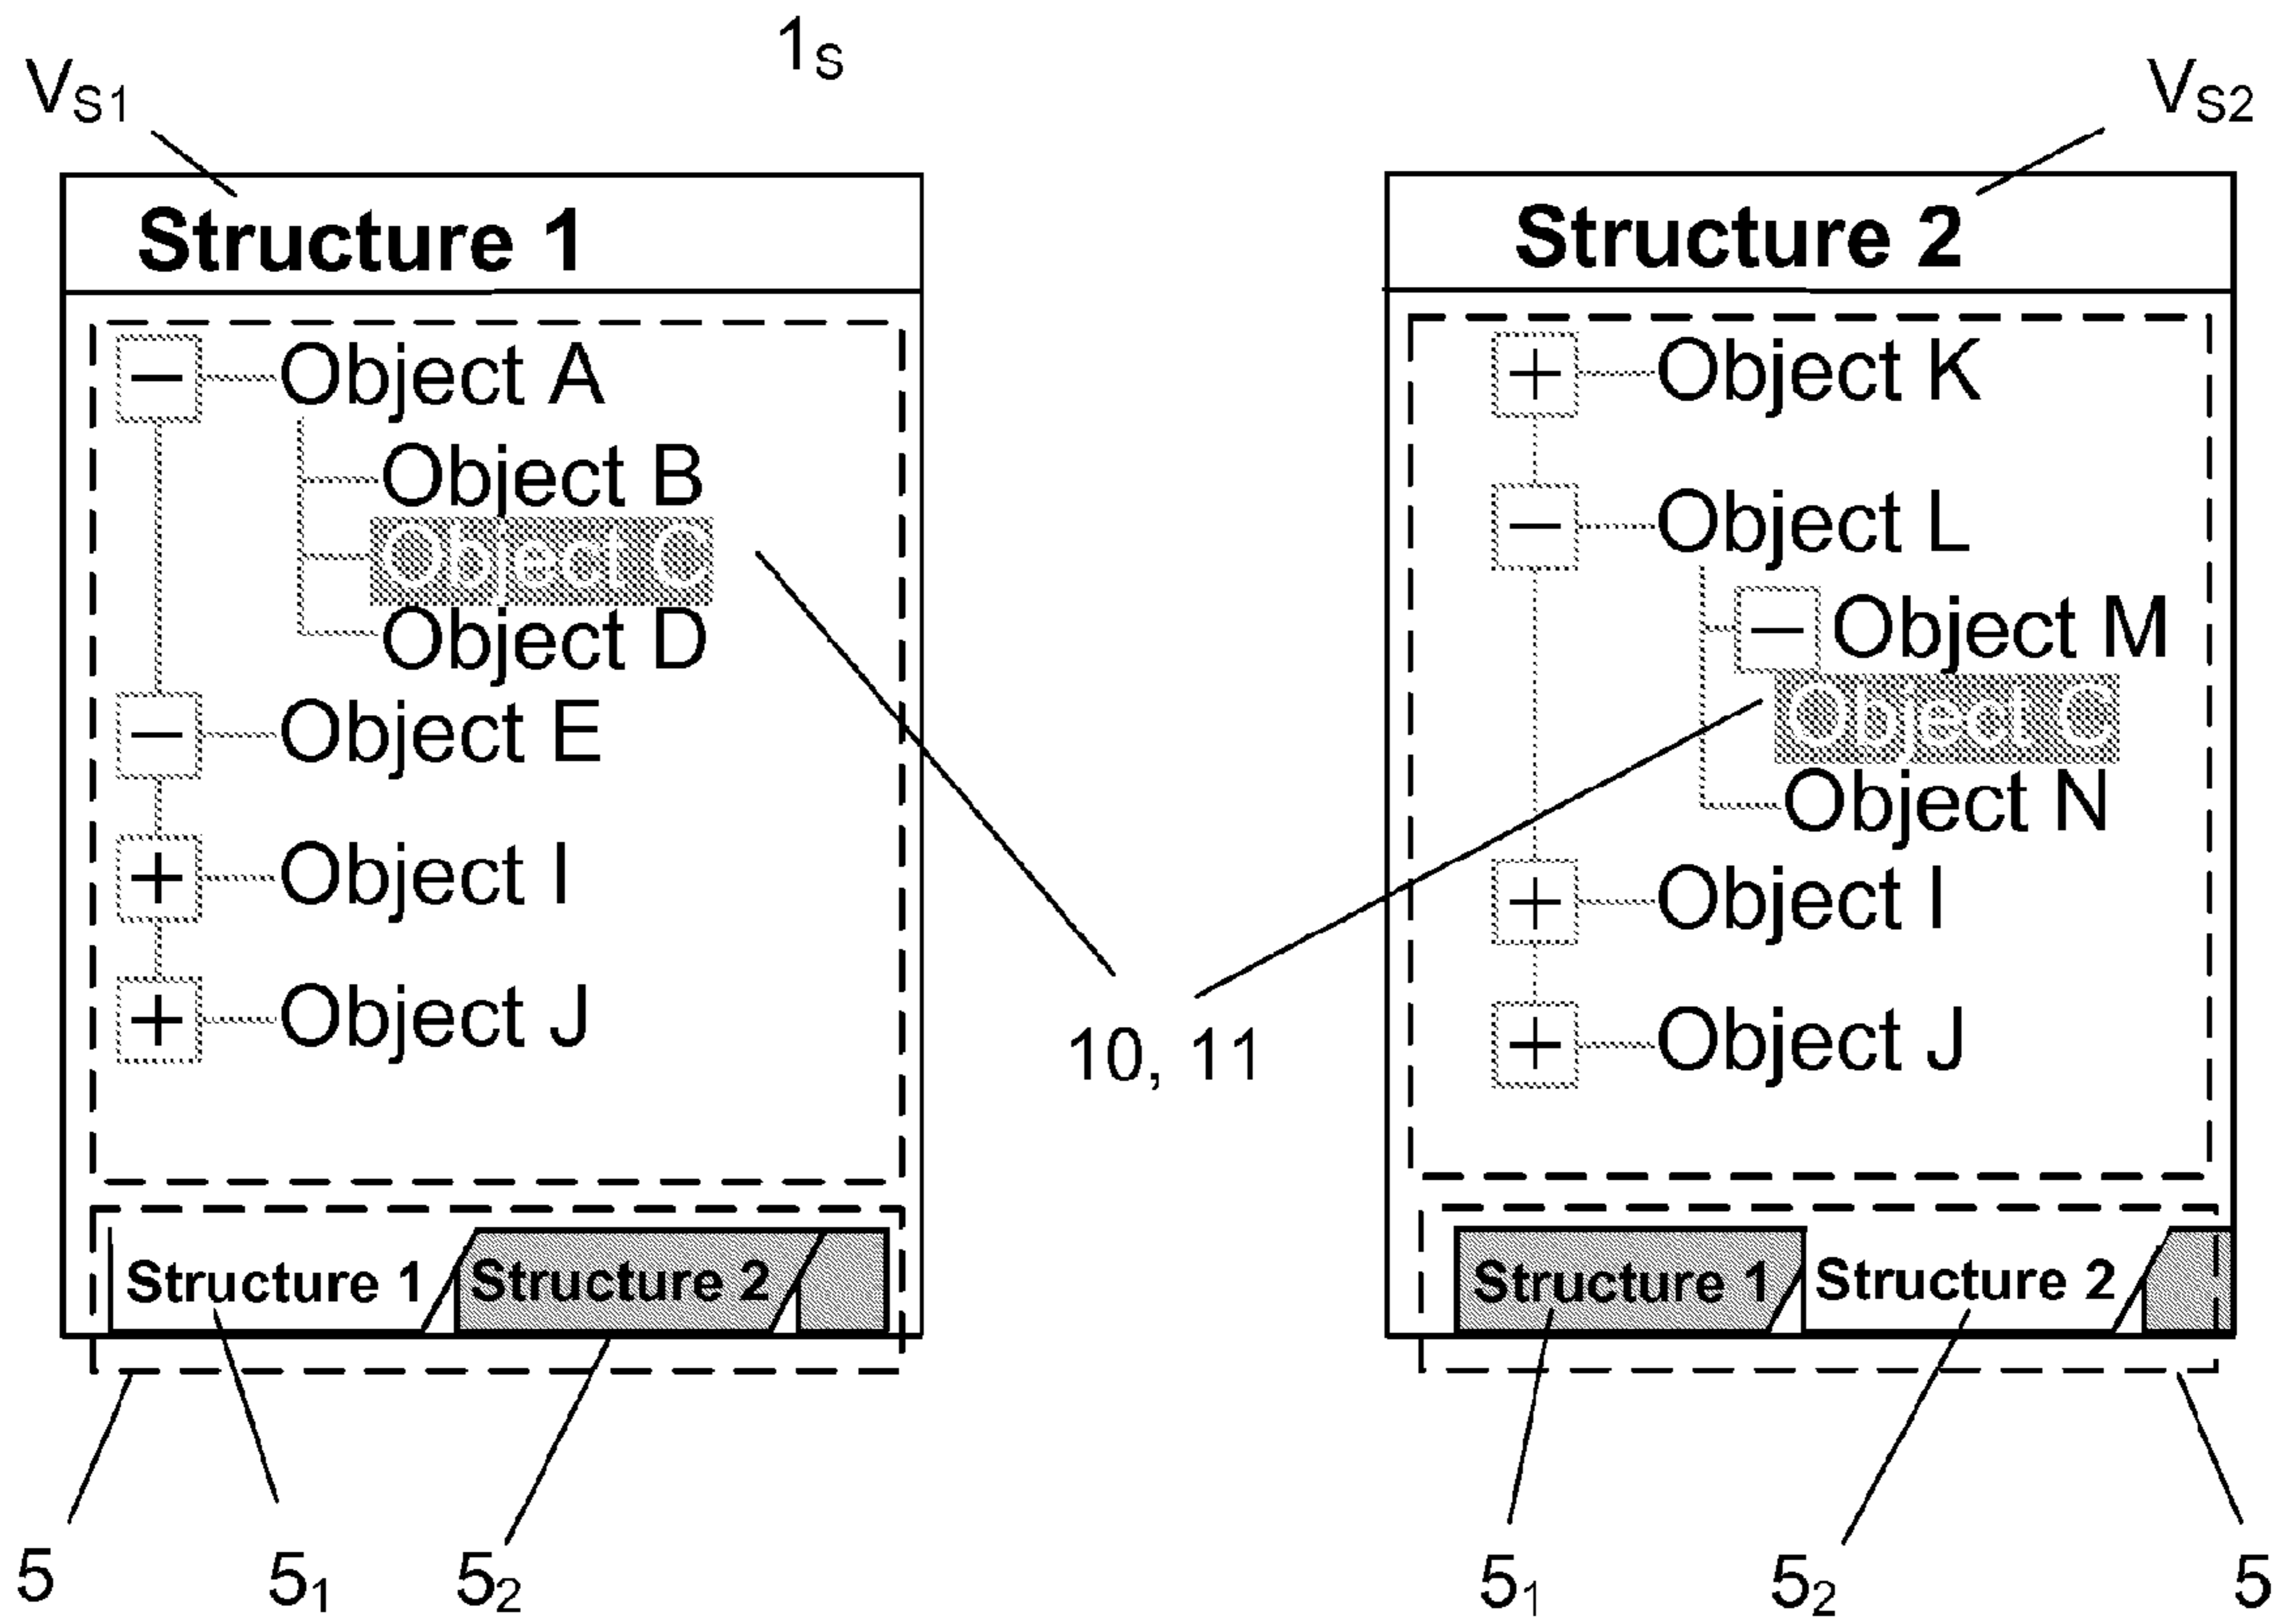 1S
VS1
VS2
Structure 1
Object A
Object B
Object C
Object D
Object E
Object I
Object J
Structure 1 Structure 2
Structure 2
Object K
Object L
Object M
Object C
Object N
Object I
Object J
Structure 1 Structure 2
10, 11
5 51 52
51 52 5